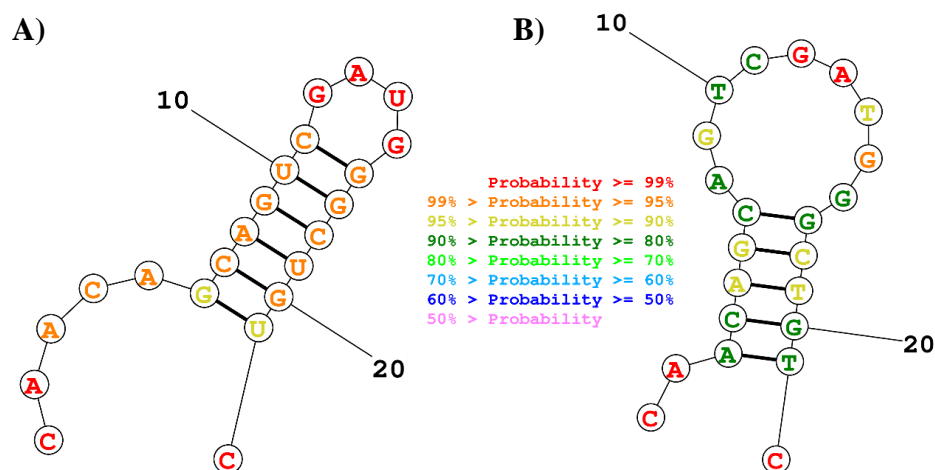 A)
10
C A A C A G C A G U C G A U G G G C U G U C
20
Probability >= 99%
99% > Probability >= 95%
95% > Probability >= 90%
90% > Probability >= 80%
80% > Probability >= 70%
70% > Probability >= 60%
60% > Probability >= 50%
50% > Probability
B)
10
C A A C A G C A G T C G A T G G G C T G T C
20